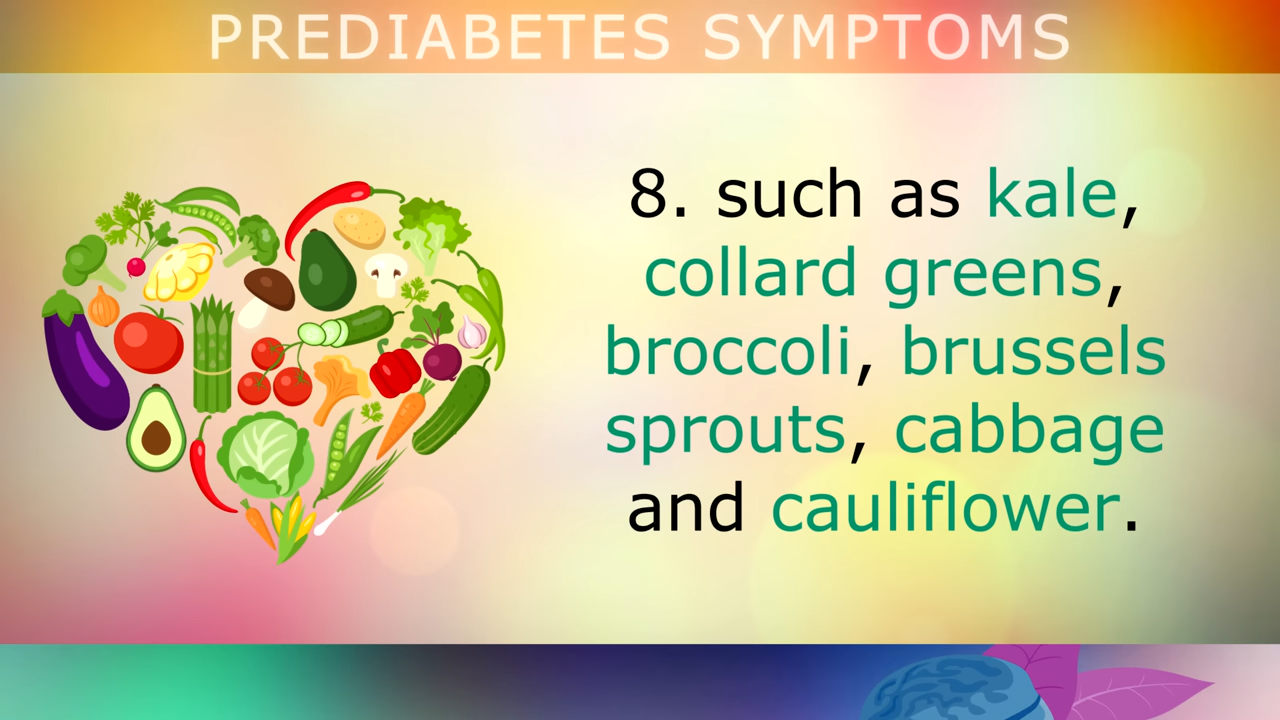 PREDIABETES SYMPTOMS
8. such as kale,
collard greens,
broccoli, brussels
sprouts, cabbage
and cauliflower.